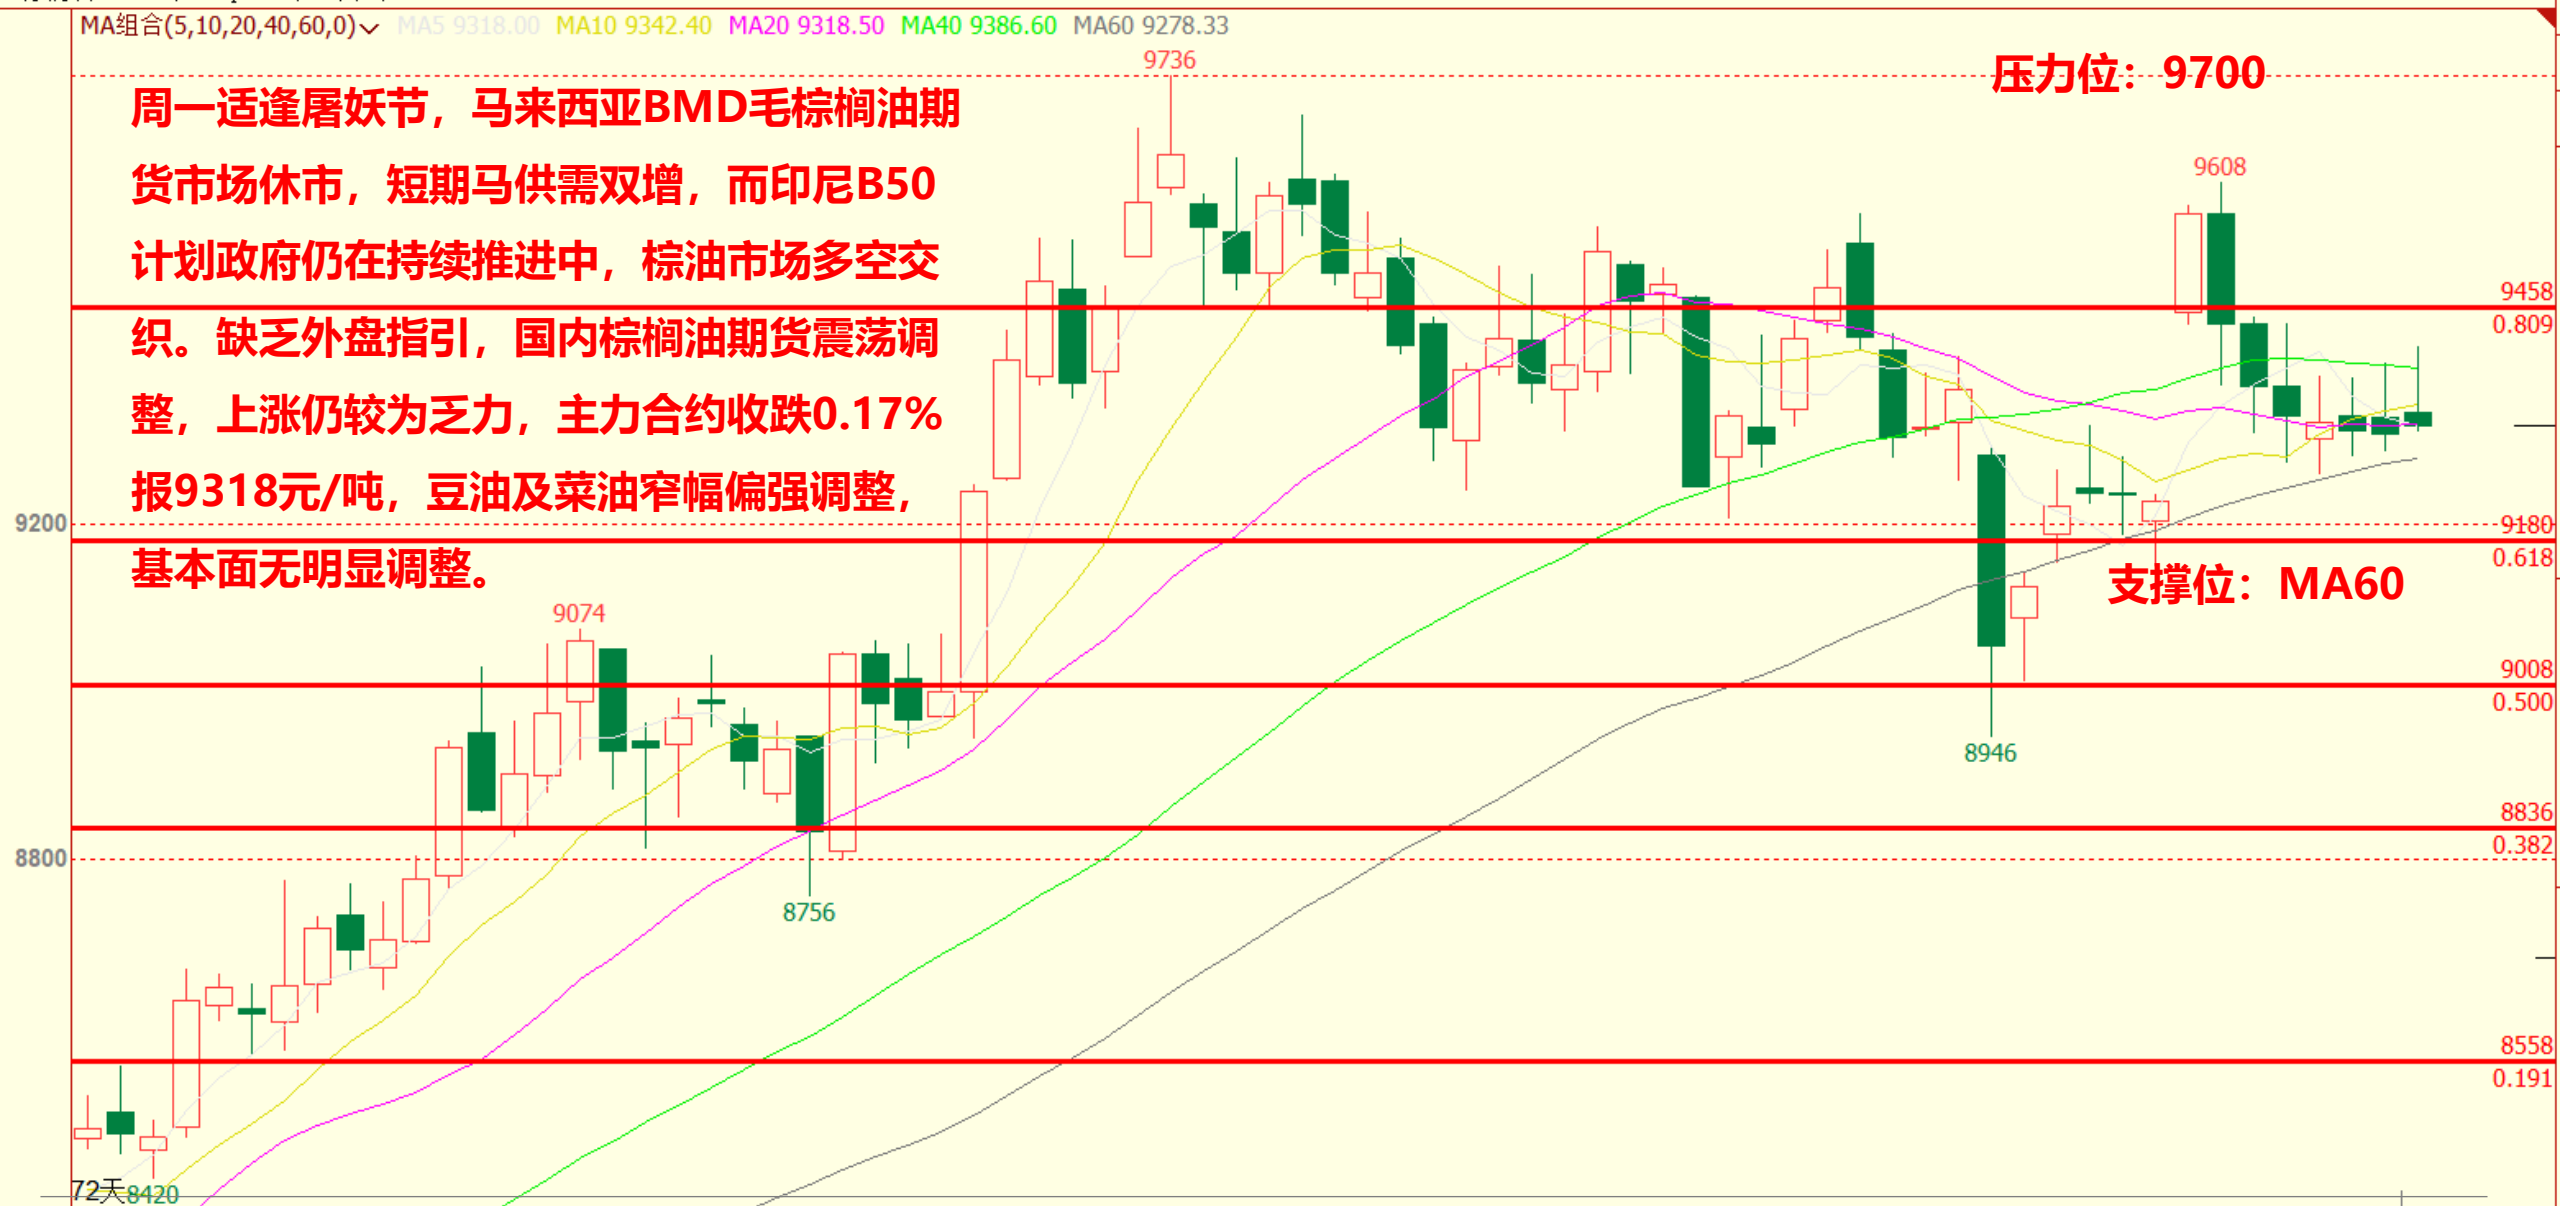 MA组合(5,10,20,40,60,0) MA5 9318.00 MA10 9342.40 MA20 9318.50 MA40 9386.60 MA60 9278.33
9736
压力位：9700
周一适逢屠妖节，马来西亚BMD毛棕榈油期
货市场休市，短期马供需双增，而印尼B50
计划政府仍在持续推进中，棕油市场多空交
织。缺乏外盘指引，国内棕榈油期货震荡调
整，上涨仍较为乏力，主力合约收跌0.17%
报9318元/吨，豆油及菜油窄幅偏强调整，
基本面无明显调整。
9608
9458
0.809
9200
9180
0.618
支撑位：MA60
9074
9008
0.500
8946
8836
0.382
8800
8756
8558
0.191
72天
8420